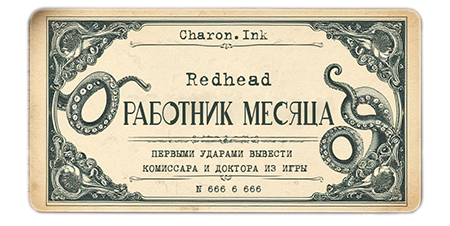 Charon.Ink
Redhead
РАБОТНИК МЕСЯЦА
ПЕРВЫМИ УДАРАМИ ВЫВЕСТИ
КОМИССАРА И ДОКТОРА ИЗ ИГРЫ
N 666 6 666